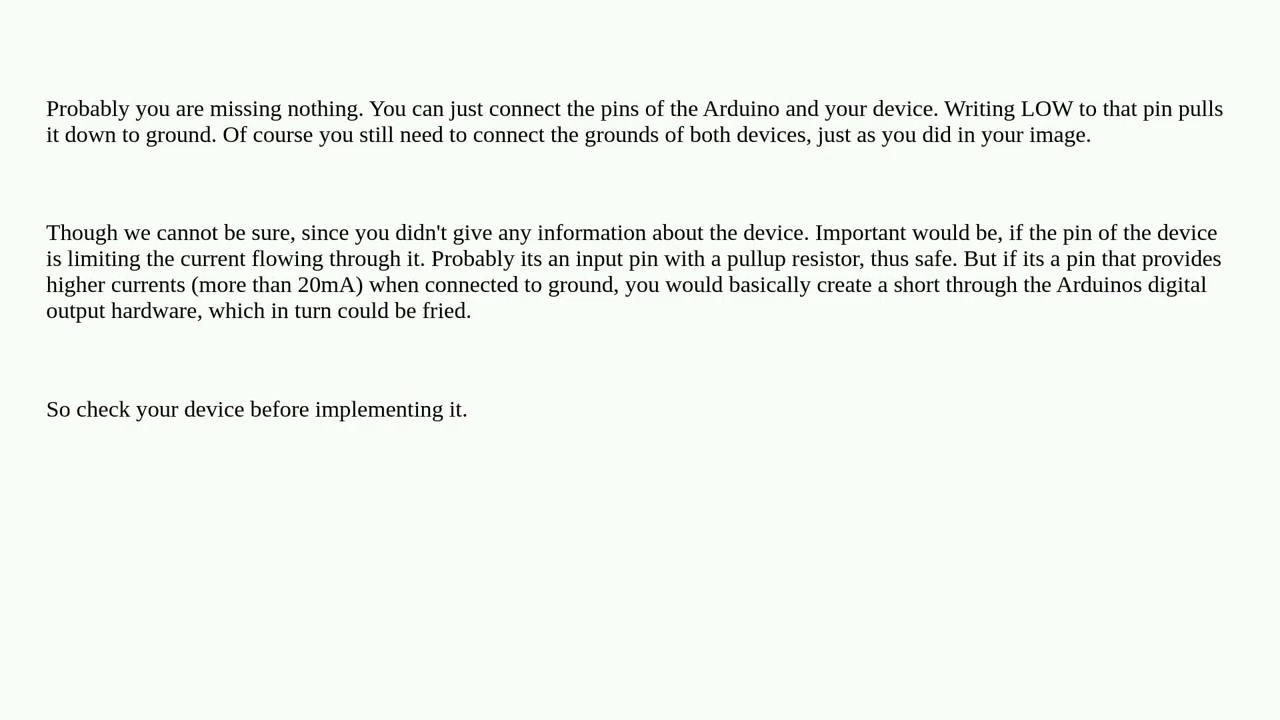 Probably you are missing nothing. You can just connect the pins of the Arduino and your device. Writing LOW to that pin pulls
it down to ground. Of course you still need to connect the grounds of both devices, just as you did in your image.
Though we cannot be sure, since you didn't give any information about the device. Important would be, if the pin of the device
is limiting the current flowing through it. Probably its an input pin with a pullup resistor, thus safe. But if its a pin that provides
higher currents (more than 20mA) when connected to ground, you would basically create a short through the Arduinos digital
output hardware, which in turn could be fried.
So check your device before implementing it.